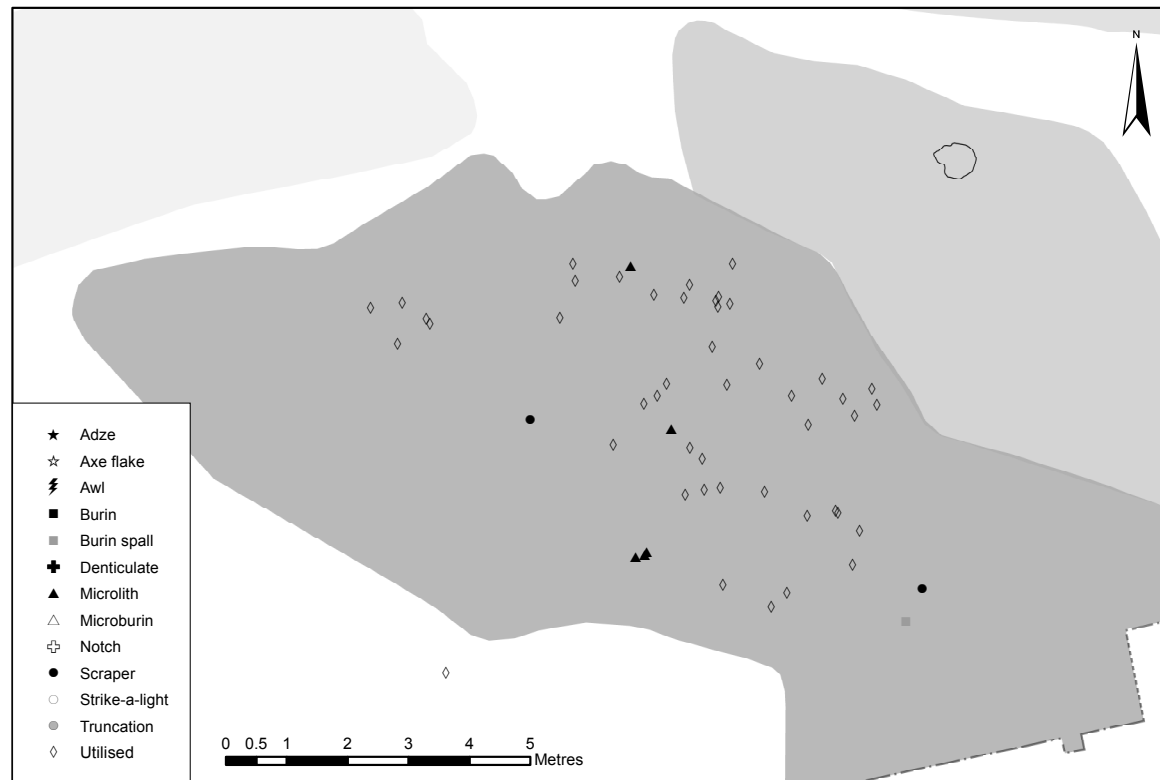 N
Adze
Axe flake
Awl
Burin
Burin spall
Denticulate
Microlith
Microburin
Notch
Scraper
Strike-a-light
Truncation
Utilised
0 0.5 1 2 3 4 5
Metres